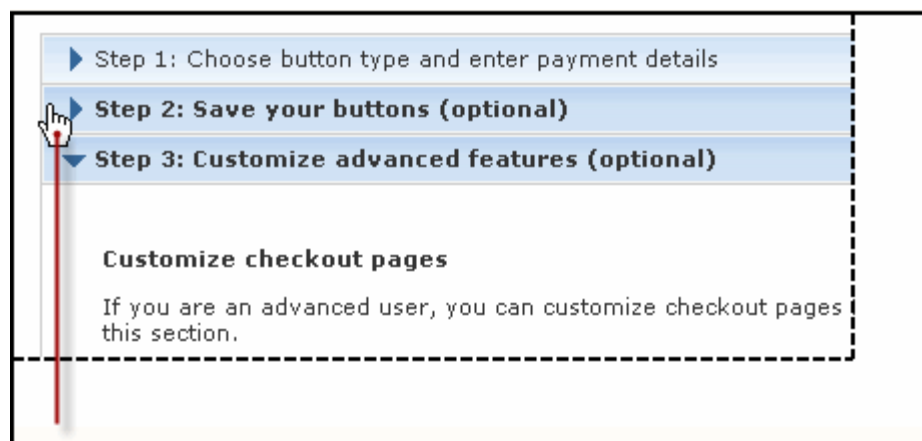 Step 1: Choose button type and enter payment details
Step 2: Save your buttons (optional)
Step 3: Customize advanced features (optional)
Customize checkout pages
If you are an advanced user, you can customize checkout pages
this section.